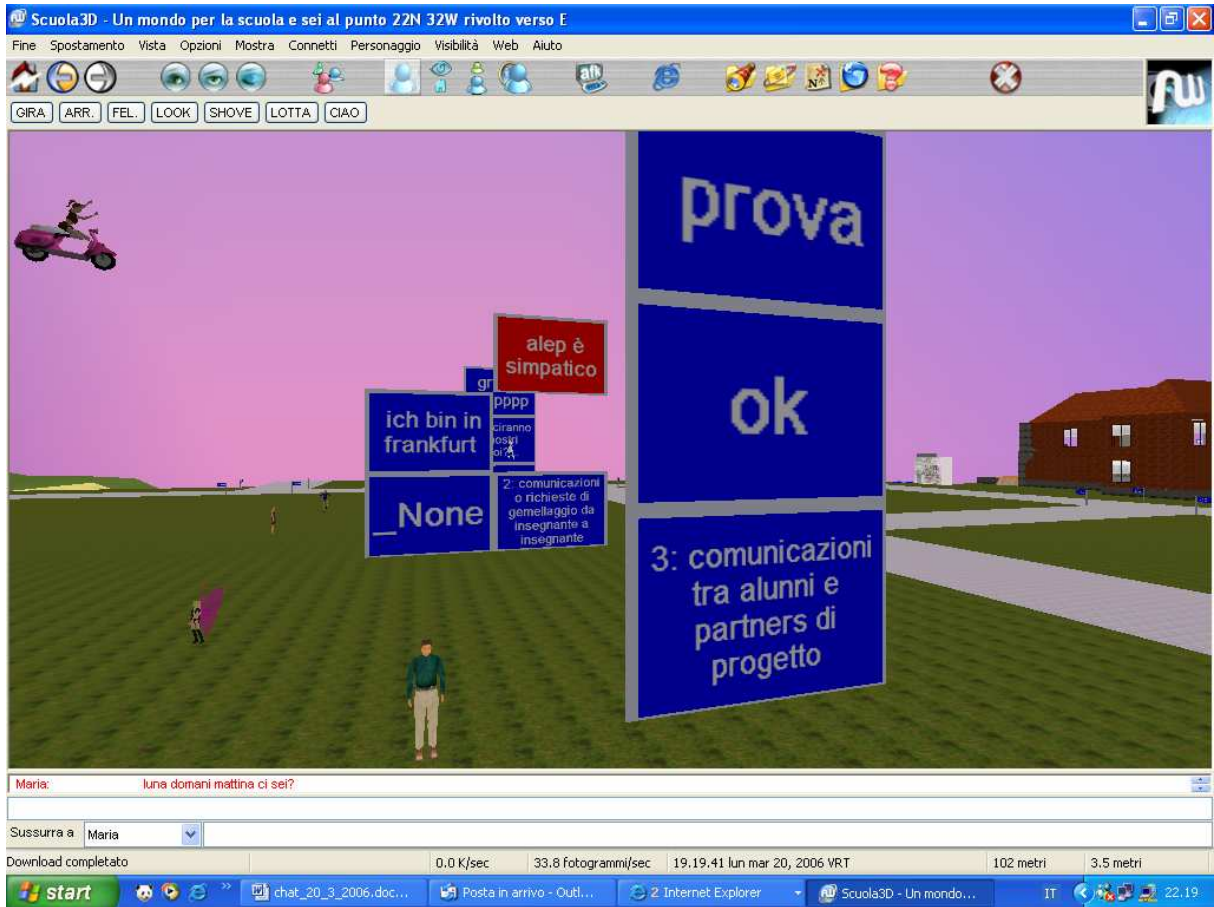 Scuola3D - Un mondo per la scuola e sei al punto 22N 32W rivolto verso E
Fine Spostamento Vista Opzioni Mostra Connetti Personaggio Visibilità Web Aiuto
afk
GIRA ARR. FEL. LOOK SHOVE LOTTA CIAO
prova
ok
3: comunicazioni
tra alunni e
partners di
progetto
alep è
simpatico
gr
pppp
ich bin in
frankfurt
ciranno
_None
2: comunicazioni
o richieste di
gemellaggio da
insegnante a
insegnante
Maria: luna domani mattina ci sei?
Sussurra a Maria
Download completato 0.0 K/sec 33.8 fotogrammi/sec 19.19.41 lun mar 20, 2006 VRT 102 metri 3.5 metri
start chat_20_3_2006.doc... Posta in arrivo - Outl... 2 Internet Explorer Scuola3D - Un mondo... IT 22.19